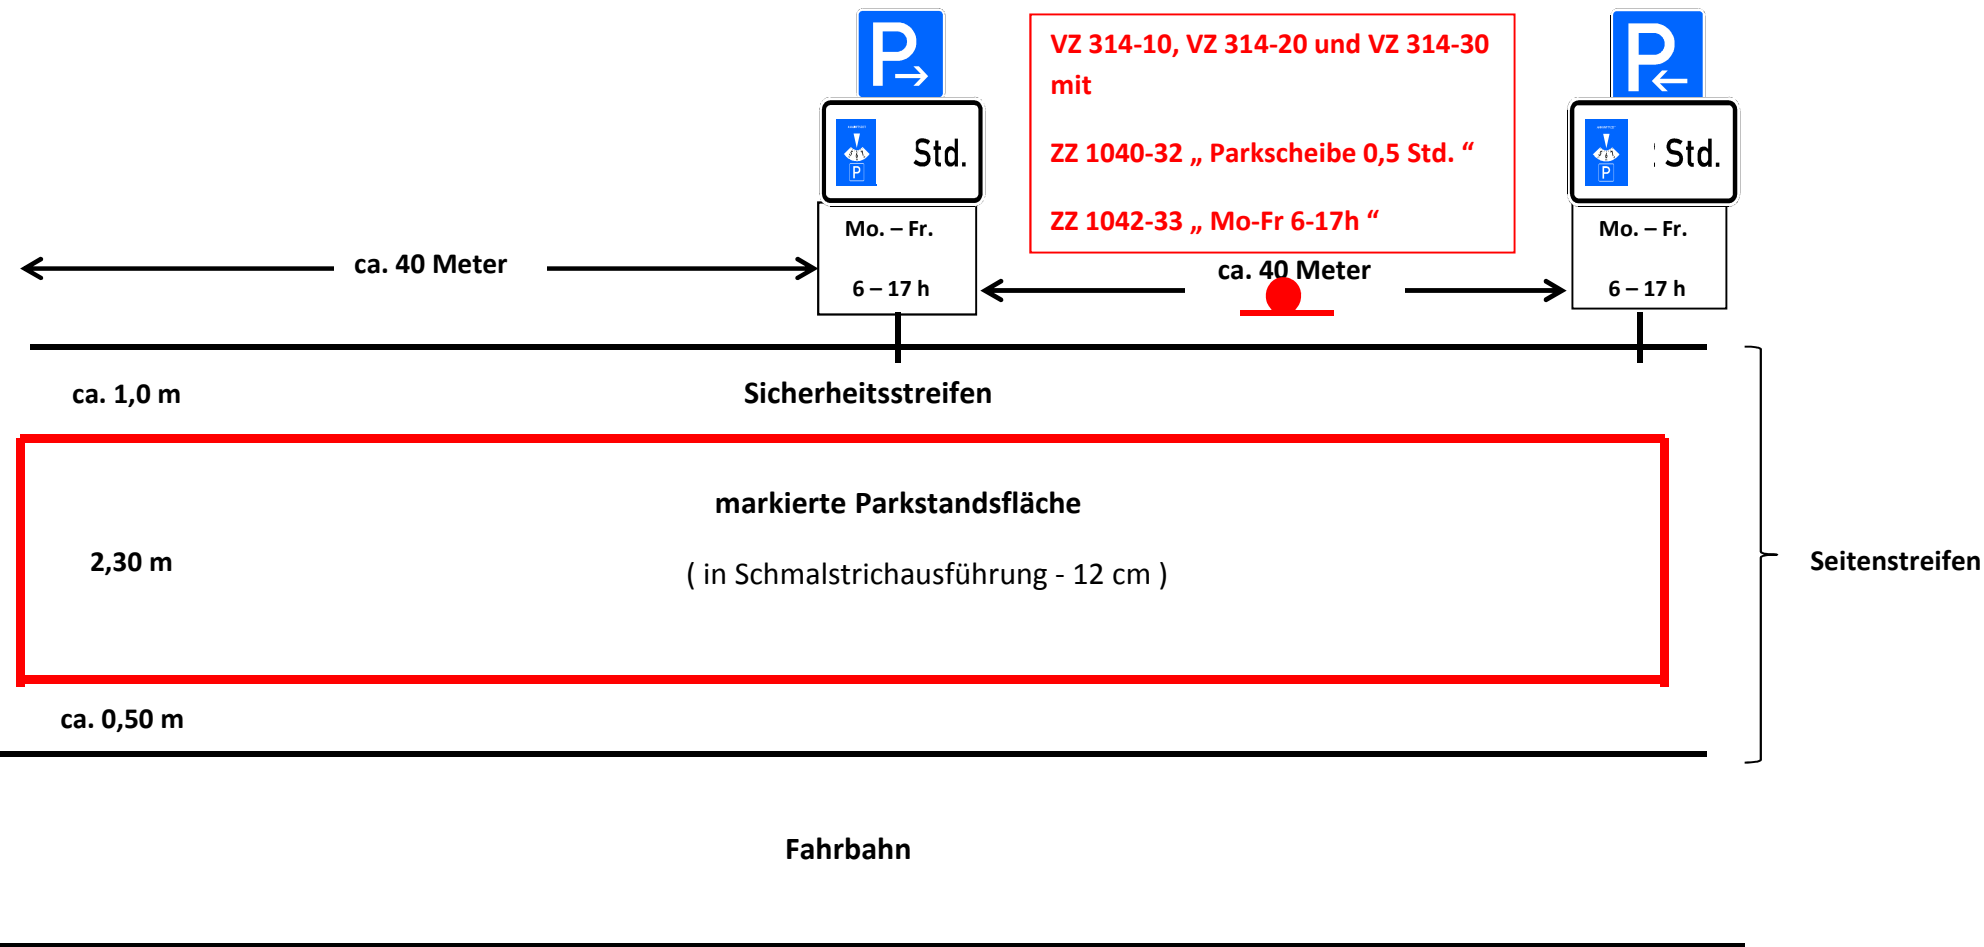 P
P
VZ 314-10, VZ 314-20 und VZ 314-30
mit
ZZ 1040-32 „ Parkscheibe 0,5 Std. “
ZZ 1042-33 „ Mo-Fr 6-17h “
P
Std.
P
Std.
Mo. – Fr.
6 – 17 h
Mo. – Fr.
6 – 17 h
ca. 40 Meter
ca. 40 Meter
ca. 1,0 m
Sicherheitsstreifen
markierte Parkstandsfläche
2,30 m
( in Schmalstrichausführung - 12 cm )
Seitenstreifen
ca. 0,50 m
Fahrbahn